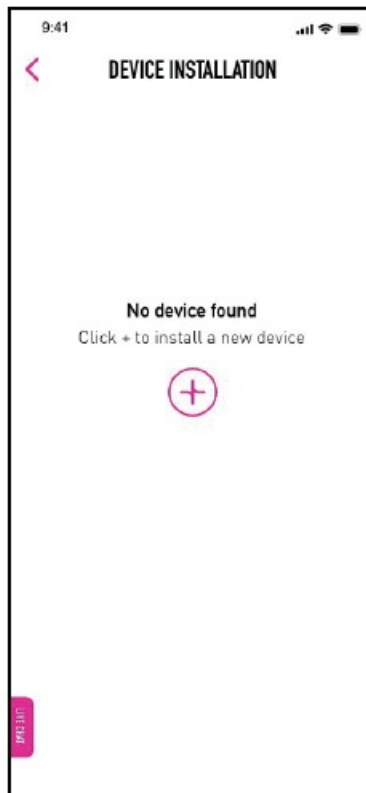 9:41
DEVICE INSTALLATION
No device found
Click + to install a new device
LIVE CHAT